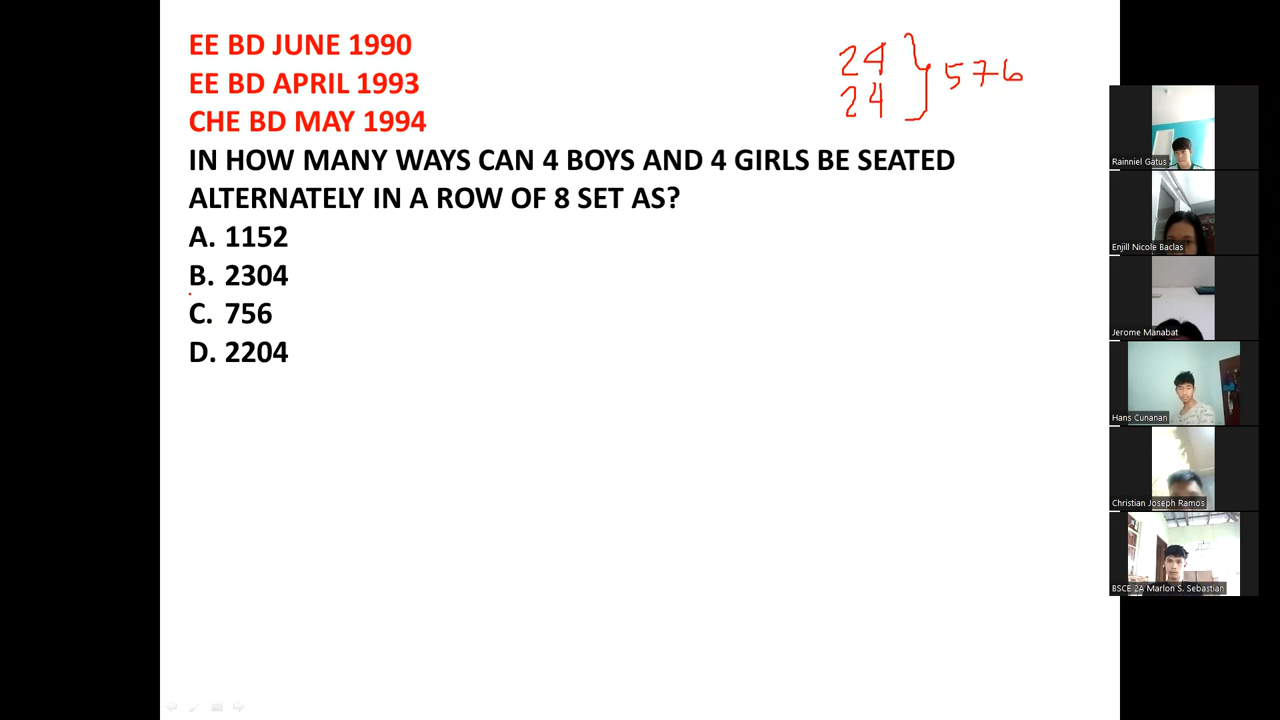 EE BD JUNE 1990
EE BD APRIL 1993
CHE BD MAY 1994
IN HOW MANY WAYS CAN 4 BOYS AND 4 GIRLS BE SEATED
ALTERNATELY IN A ROW OF 8 SET AS?
A. 1152
B. 2304
C. 756
D. 2204
24
24
576
Rainniel Gatus
Enjill Nicole Baclas
Jerome Manabat
Hans Cunanan
Christian Joseph Ramos
BSCE 2A Marlon S. Sebastian